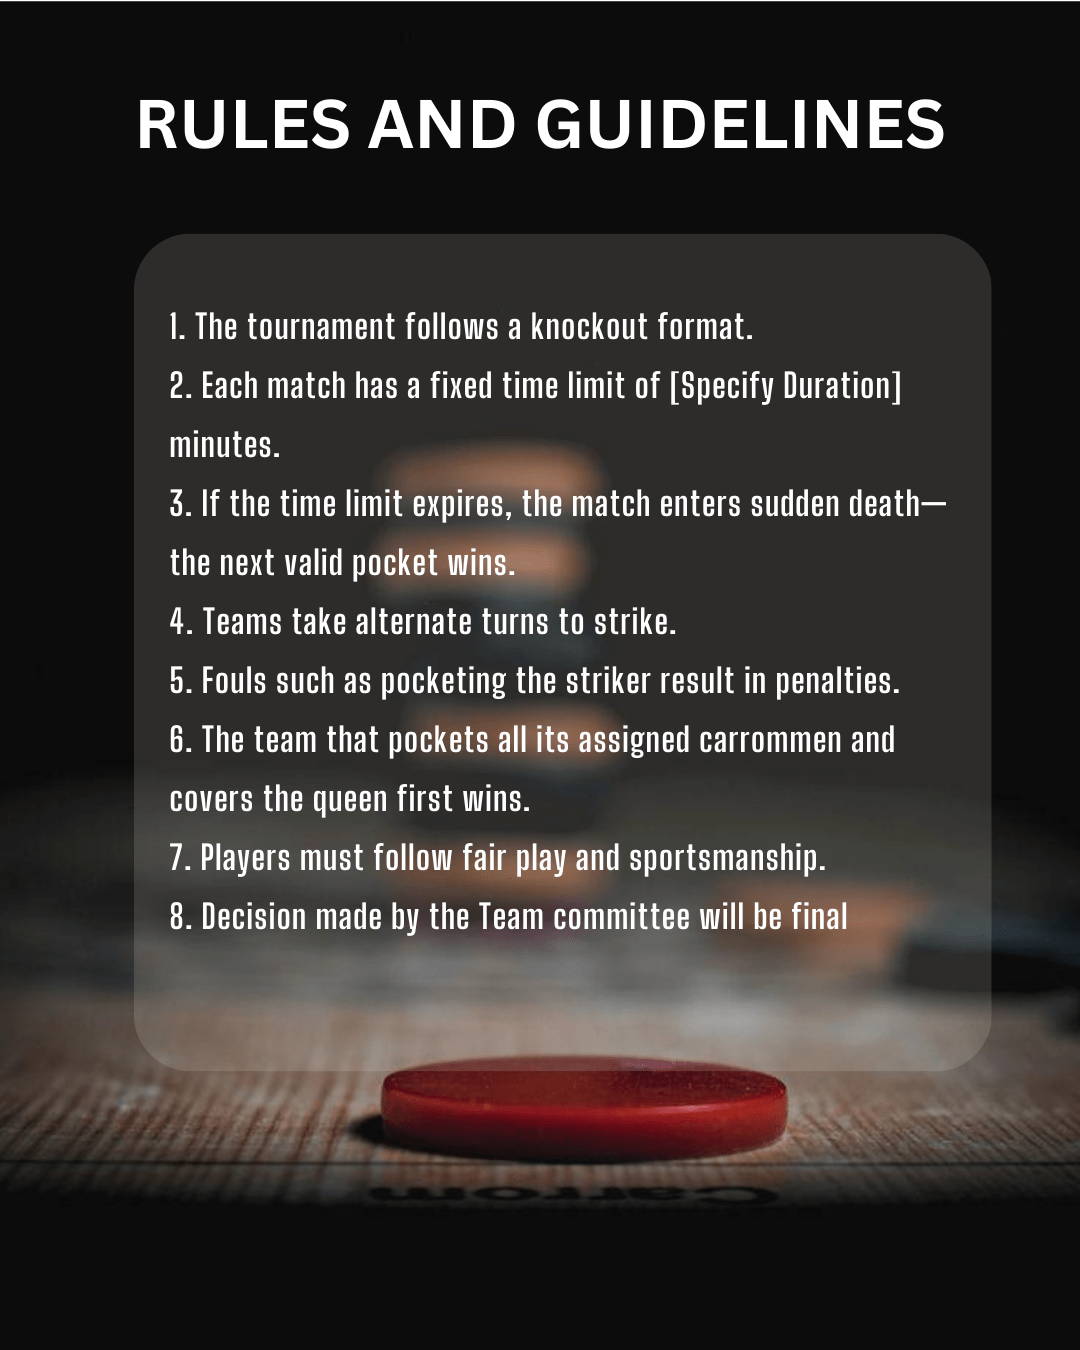 RULES AND GUIDELINES
1. The tournament follows a knockout format.
2. Each match has a fixed time limit of [Specify Duration]
minutes.
3. If the time limit expires, the match enters sudden death—
the next valid pocket wins.
4. Teams take alternate turns to strike.
5. Fouls such as pocketing the striker result in penalties.
6. The team that pockets all its assigned carrommen and
covers the queen first wins.
7. Players must follow fair play and sportsmanship.
8. Decision made by the Team committee will be final
Carrom